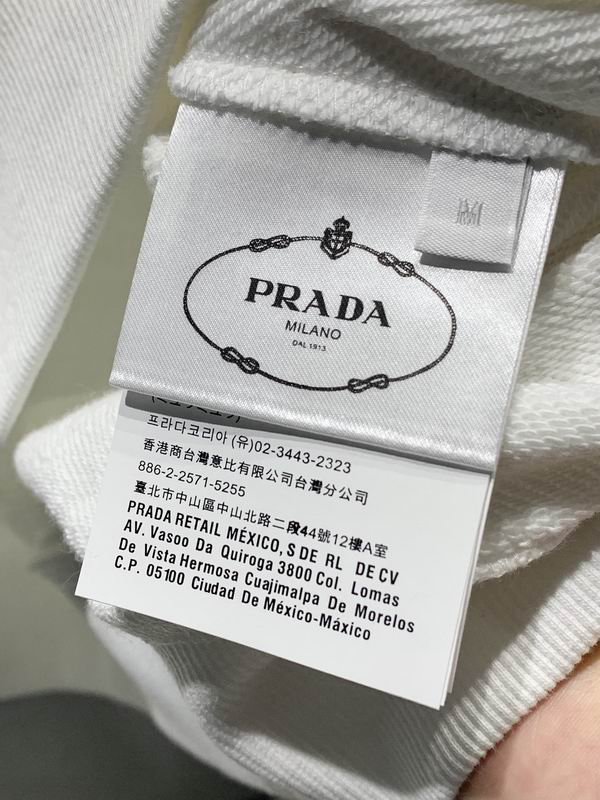 M
PRADA
MILANO
DAL 1913
프라다코리아 (유)02-3443-2323
香港商台灣意比有限公司台灣分公司
886-2-2571-5255
臺北市中山區中山北路二段44號12樓A室
PRADA RETAIL MÉXICO, S DE RL DE CV
AV. Vasoo Da Quiroga 3800 Col. Lomas
De Vista Hermosa Cuajimalpa De Morelos
C.P. 05100 Ciudad De México-Máxico